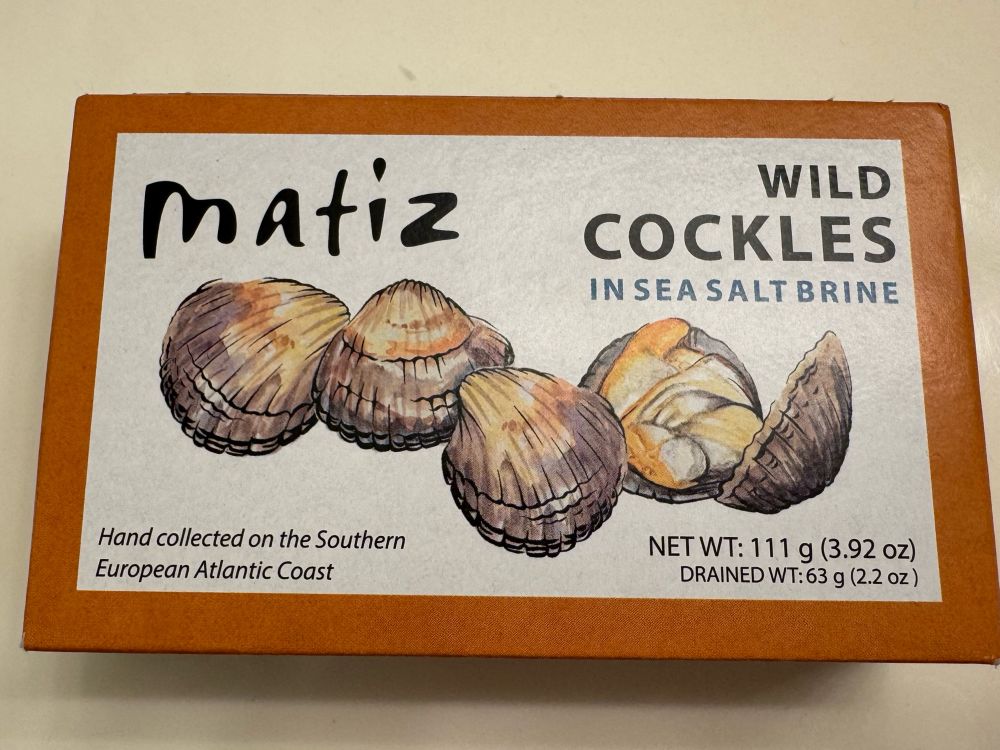 matiz
WILD
COCKLES
IN SEA SALT BRINE
Hand collected on the Southern
European Atlantic Coast
NET WT: 111 g (3.92 oz)
DRAINED WT: 63 g (2.2 oz )